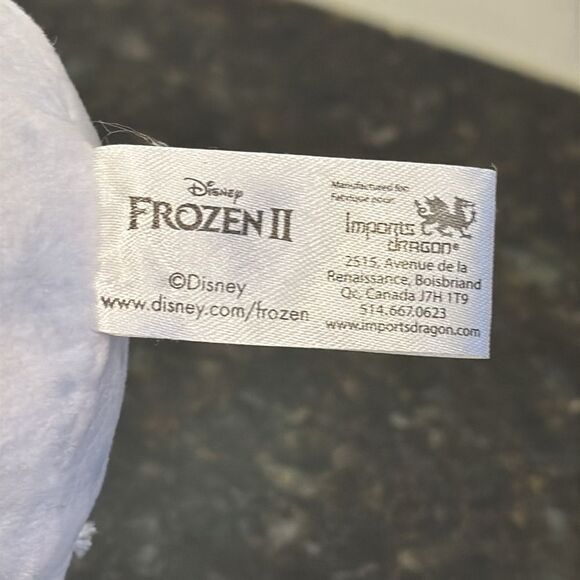 Disney
FROZEN II
©Disney
www.disney.com/frozen
Manufactured for:
Fabriqué pour:
Imports
dragon®
2515, Avenue de la
Renaissance, Boisbriand
Qc, Canada J7H 1T9
514.667.0623
www.importsdragon.com